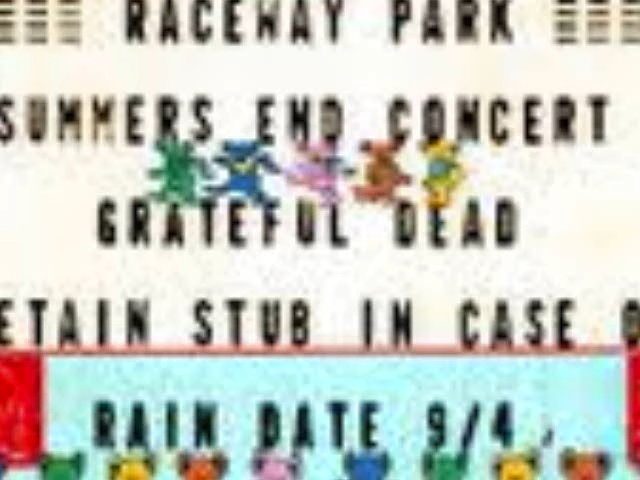 RACEWAY PARK
SUMMERS END CONCERT
GRATEFUL DEAD
ETAIN STUB IN CASE O
RAIN DATE 9/4